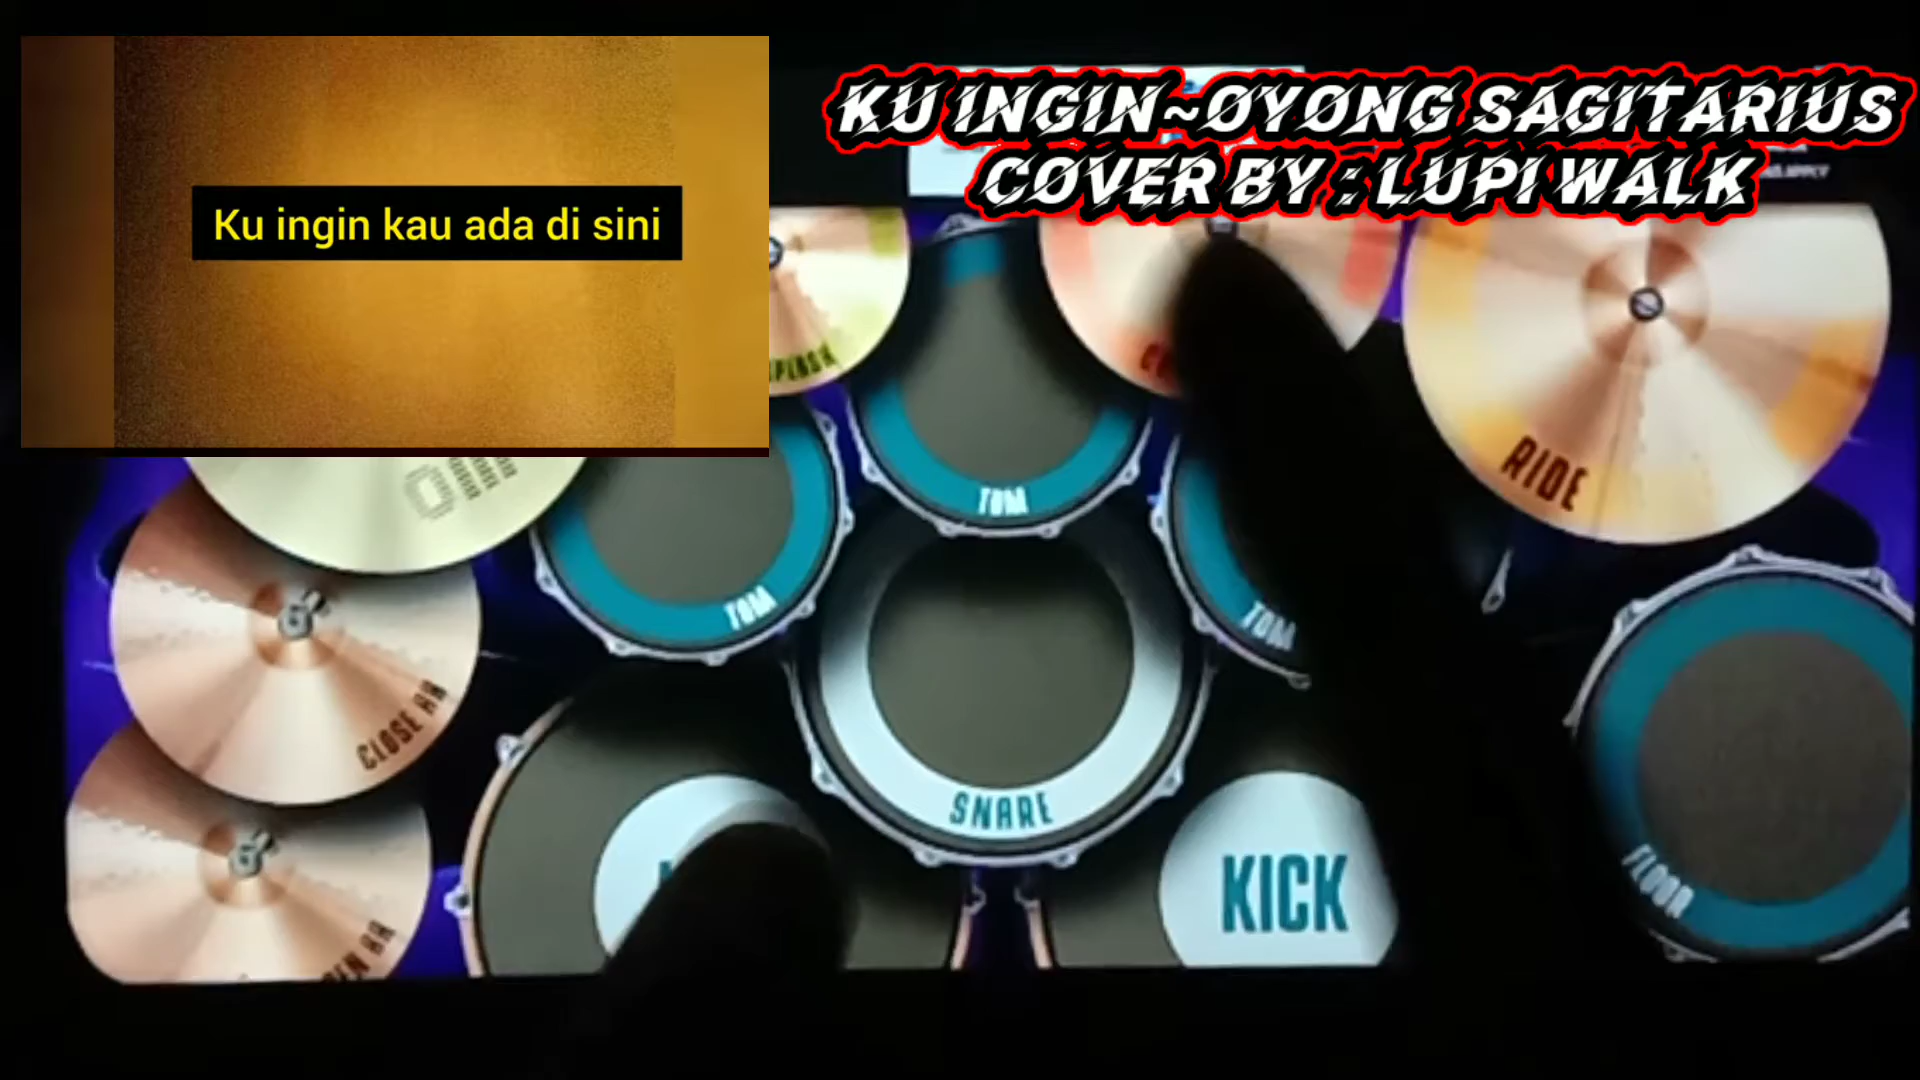 KU INGIN~OYONG SAGITARIUS
COVER BY : LUPI WALK
Ku ingin kau ada di sini
RIDE
TOM
TOM
TOM
CLOSE HH
SNARE
KICK
FLOOR